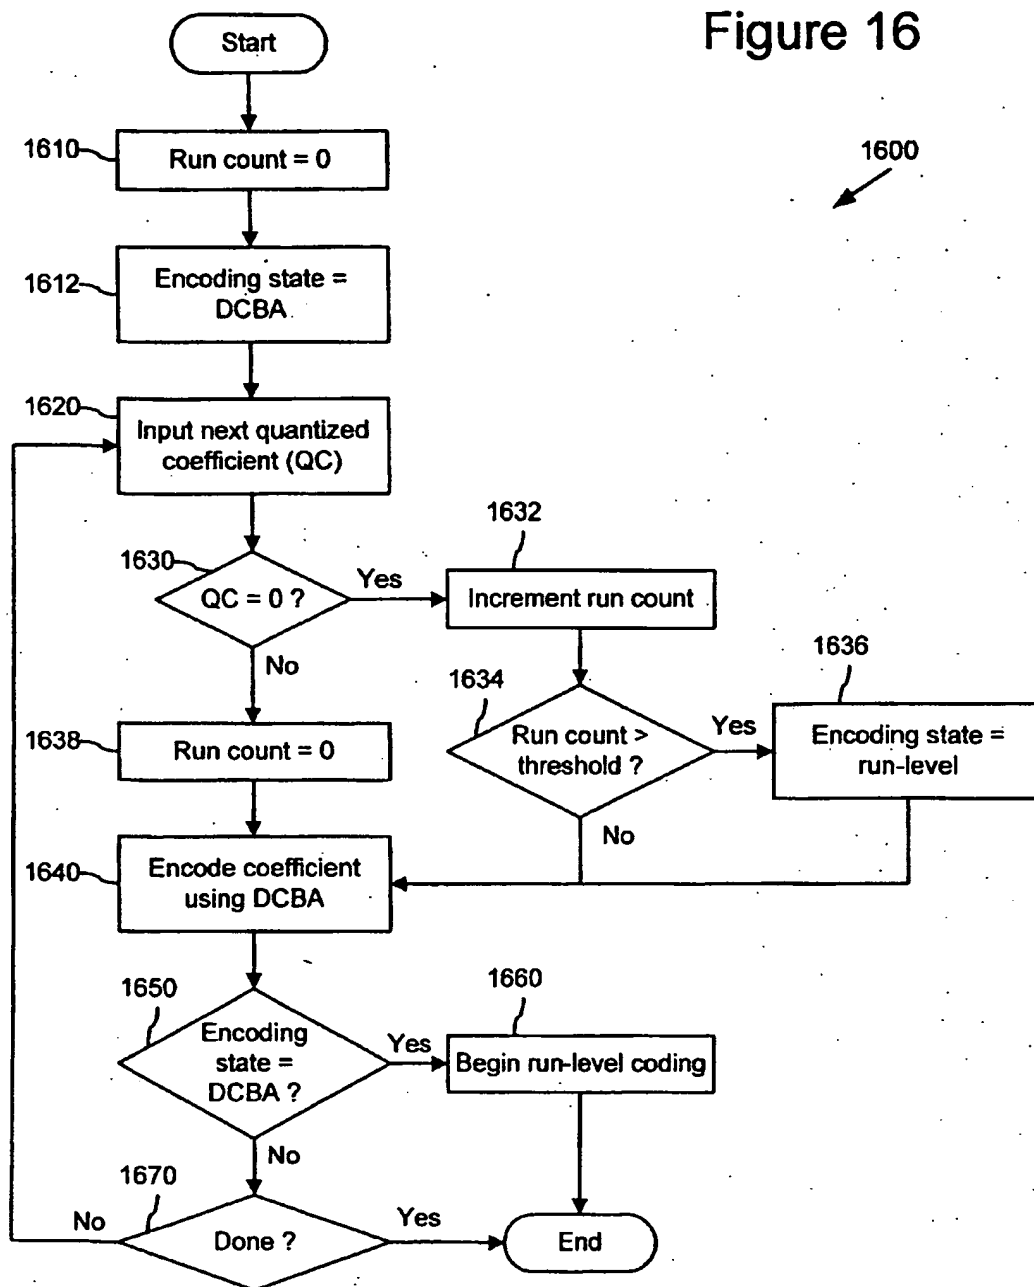 Figure 16
Start
1600
1610
Run count = 0
1612
Encoding state =
DCBA
1620
Input next quantized
coefficient (QC)
1630
QC = 0 ?
Yes
No
1632
Increment run count
1634
Run count >
threshold ?
Yes
No
1636
Encoding state =
run-level
1638
Run count = 0
1640
Encode coefficient
using DCBA
1650
Encoding
state =
DCBA ?
Yes
No
1660
Begin run-level coding
1670
Done ?
No
Yes
End